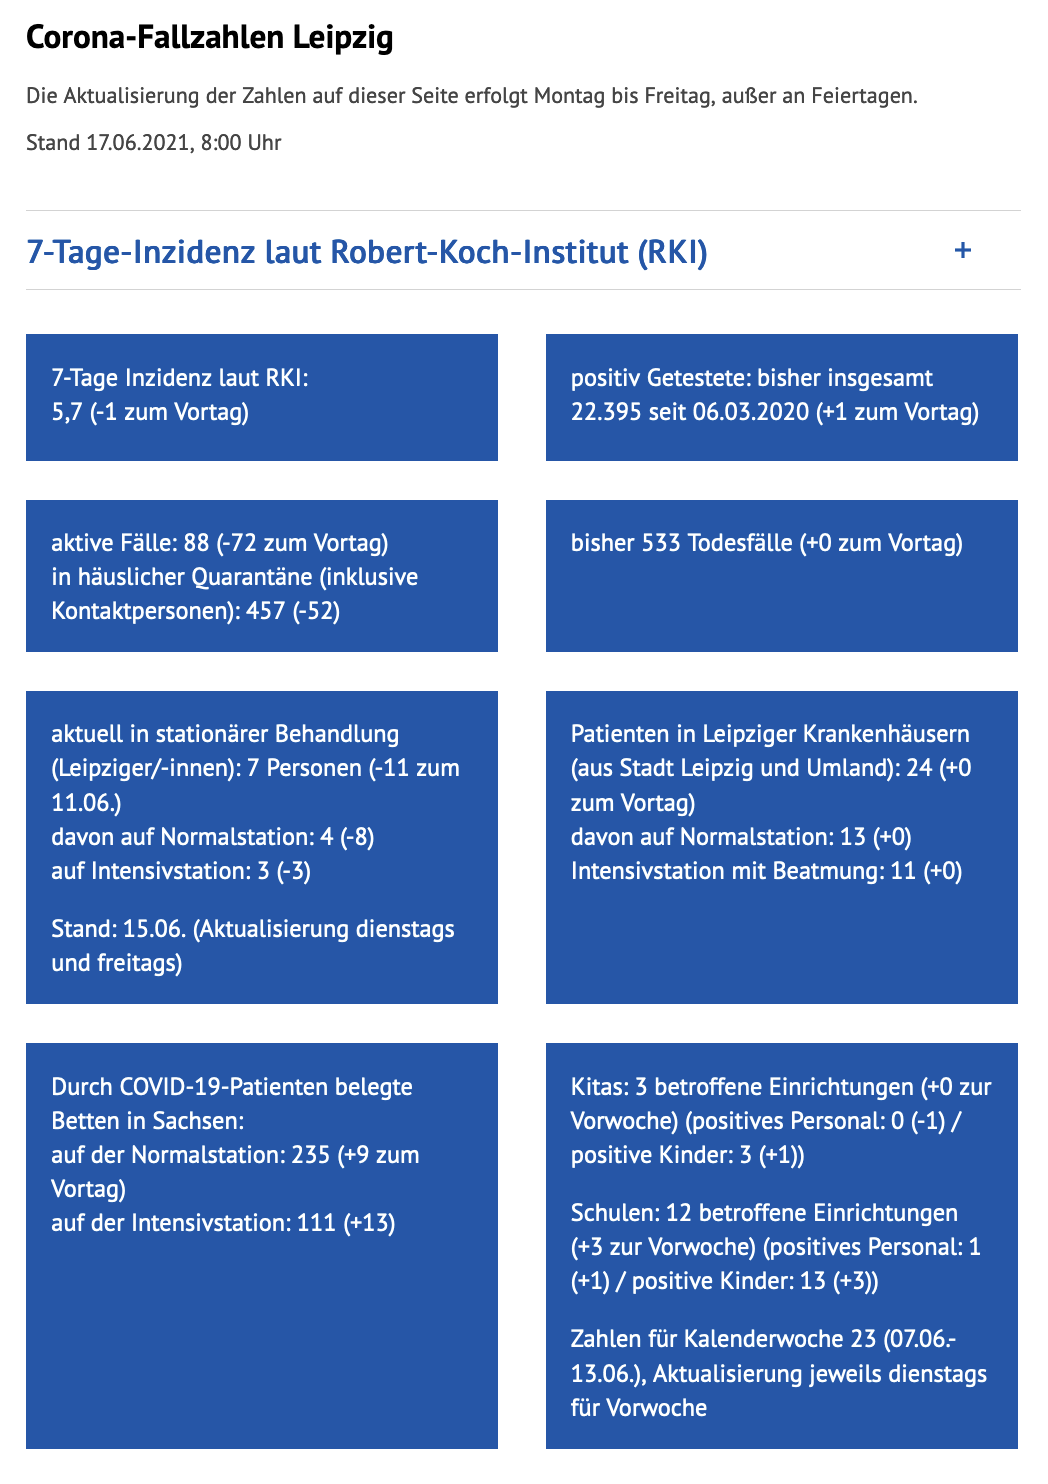 Corona-Fallzahlen Leipzig
Die Aktualisierung der Zahlen auf dieser Seite erfolgt Montag bis Freitag, außer an Feiertagen.
Stand 17.06.2021, 8:00 Uhr
7-Tage-Inzidenz laut Robert-Koch-Institut (RKI) +
7-Tage Inzidenz laut RKI:
5,7 (-1 zum Vortag)
positiv Getestete: bisher insgesamt
22.395 seit 06.03.2020 (+1 zum Vortag)
aktive Fälle: 88 (-72 zum Vortag)
in häuslicher Quarantäne (inklusive
Kontaktpersonen): 457 (-52)
bisher 533 Todesfälle (+0 zum Vortag)
aktuell in stationärer Behandlung
(Leipziger/-innen): 7 Personen (-11 zum
11.06.)
davon auf Normalstation: 4 (-8)
auf Intensivstation: 3 (-3)
Stand: 15.06. (Aktualisierung dienstags
und freitags)
Patienten in Leipziger Krankenhäusern
(aus Stadt Leipzig und Umland): 24 (+0
zum Vortag)
davon auf Normalstation: 13 (+0)
Intensivstation mit Beatmung: 11 (+0)
Durch COVID-19-Patienten belegte
Betten in Sachsen:
auf der Normalstation: 235 (+9 zum
Vortag)
auf der Intensivstation: 111 (+13)
Kitas: 3 betroffene Einrichtungen (+0 zur
Vorwoche) (positives Personal: 0 (-1) /
positive Kinder: 3 (+1))
Schulen: 12 betroffene Einrichtungen
(+3 zur Vorwoche) (positives Personal: 1
(+1) / positive Kinder: 13 (+3))
Zahlen für Kalenderwoche 23 (07.06.-
13.06.), Aktualisierung jeweils dienstags
für Vorwoche